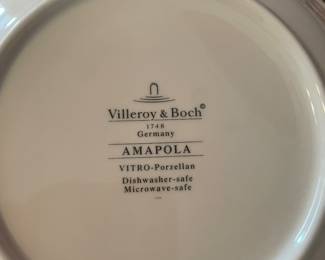 Villeroy & Boch©
1748
Germany
AMAPOLA
VITRO-Porzellan
Dishwasher-safe
Microwave-safe